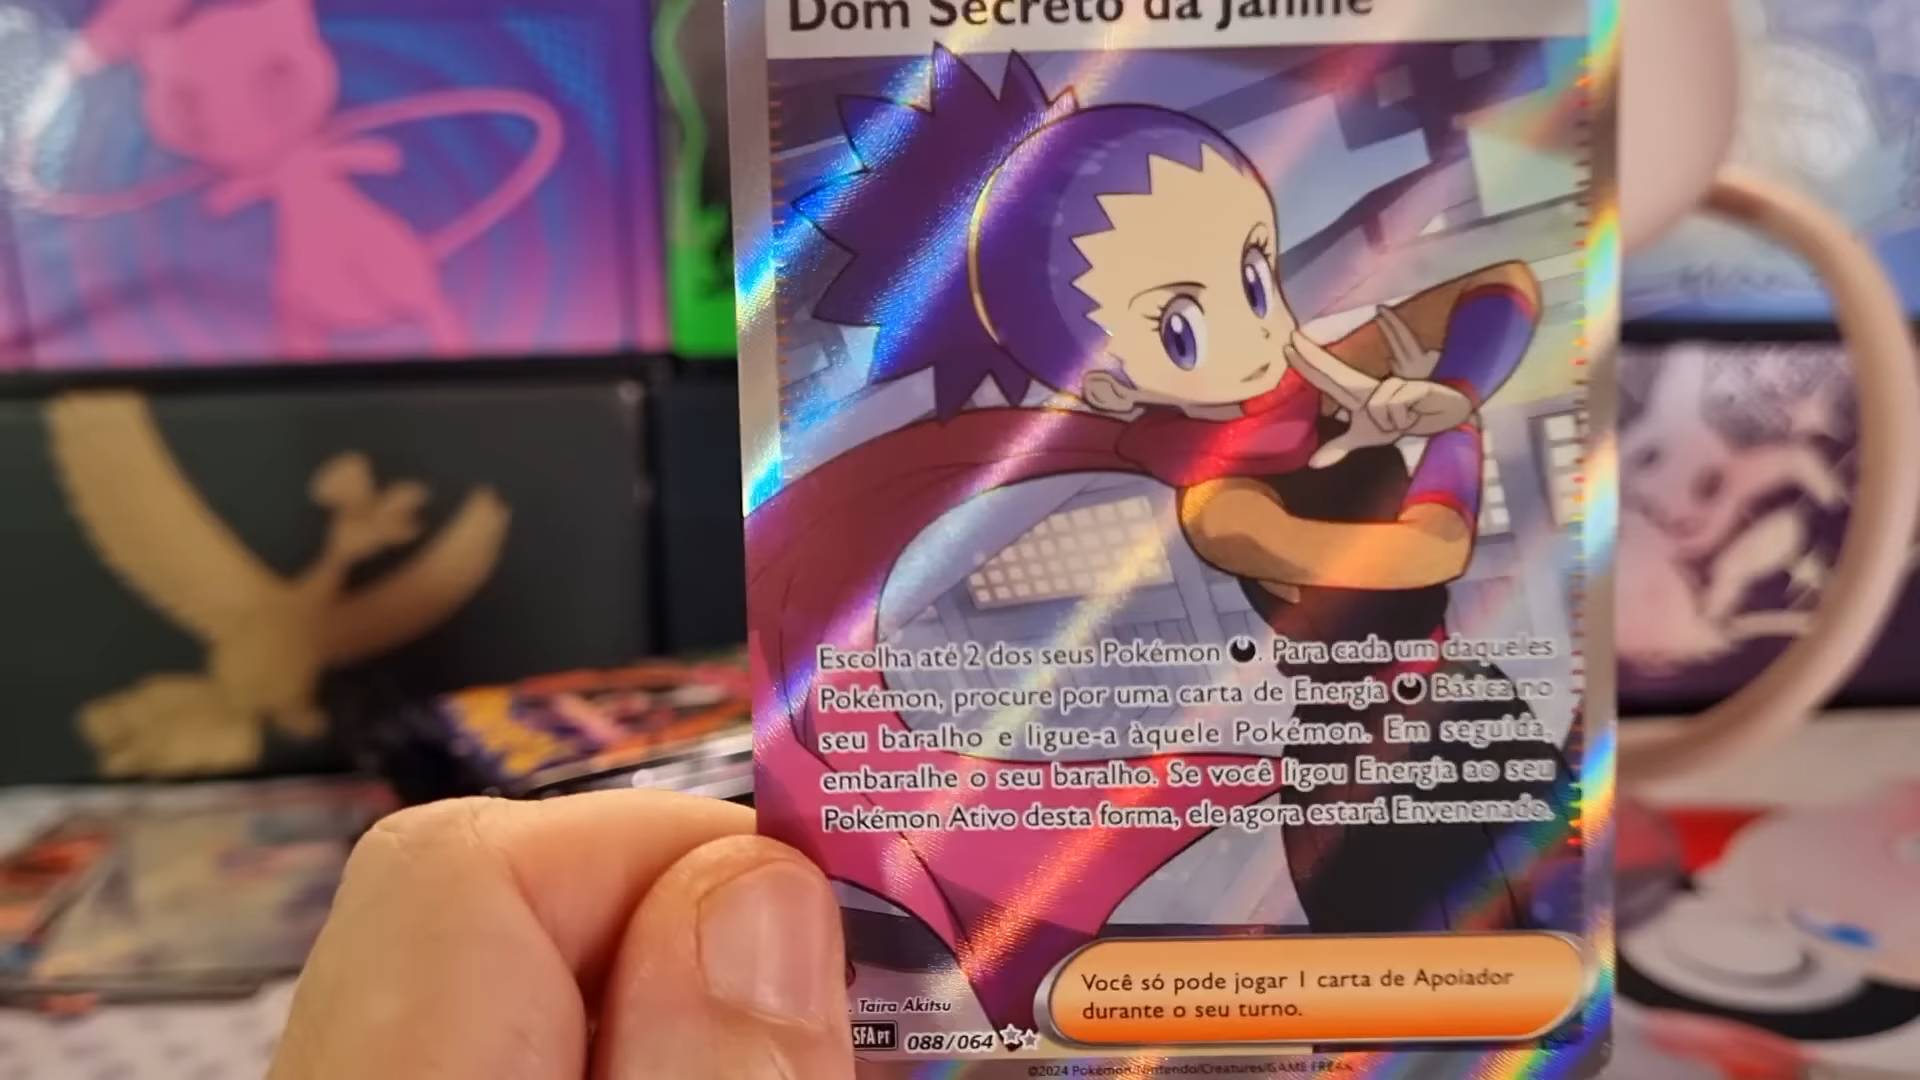 Dom Secreto da Janine
Escolha até 2 dos seus Pokémon . Para cada um daqueles
Pokémon, procure por uma carta de Energia Básica no
seu baralho e ligue-a àquele Pokémon. Em seguida,
embaralhe o seu baralho. Se você ligou Energia ao seu
Pokémon Ativo desta forma, ele agora estará Envenenado.
Você só pode jogar 1 carta de Apoiador
durante o seu turno.
. Taira Akitsu
SFA PT 088/064
©2024 Pokémon/Nintendo/Creatures/GAME FREAK